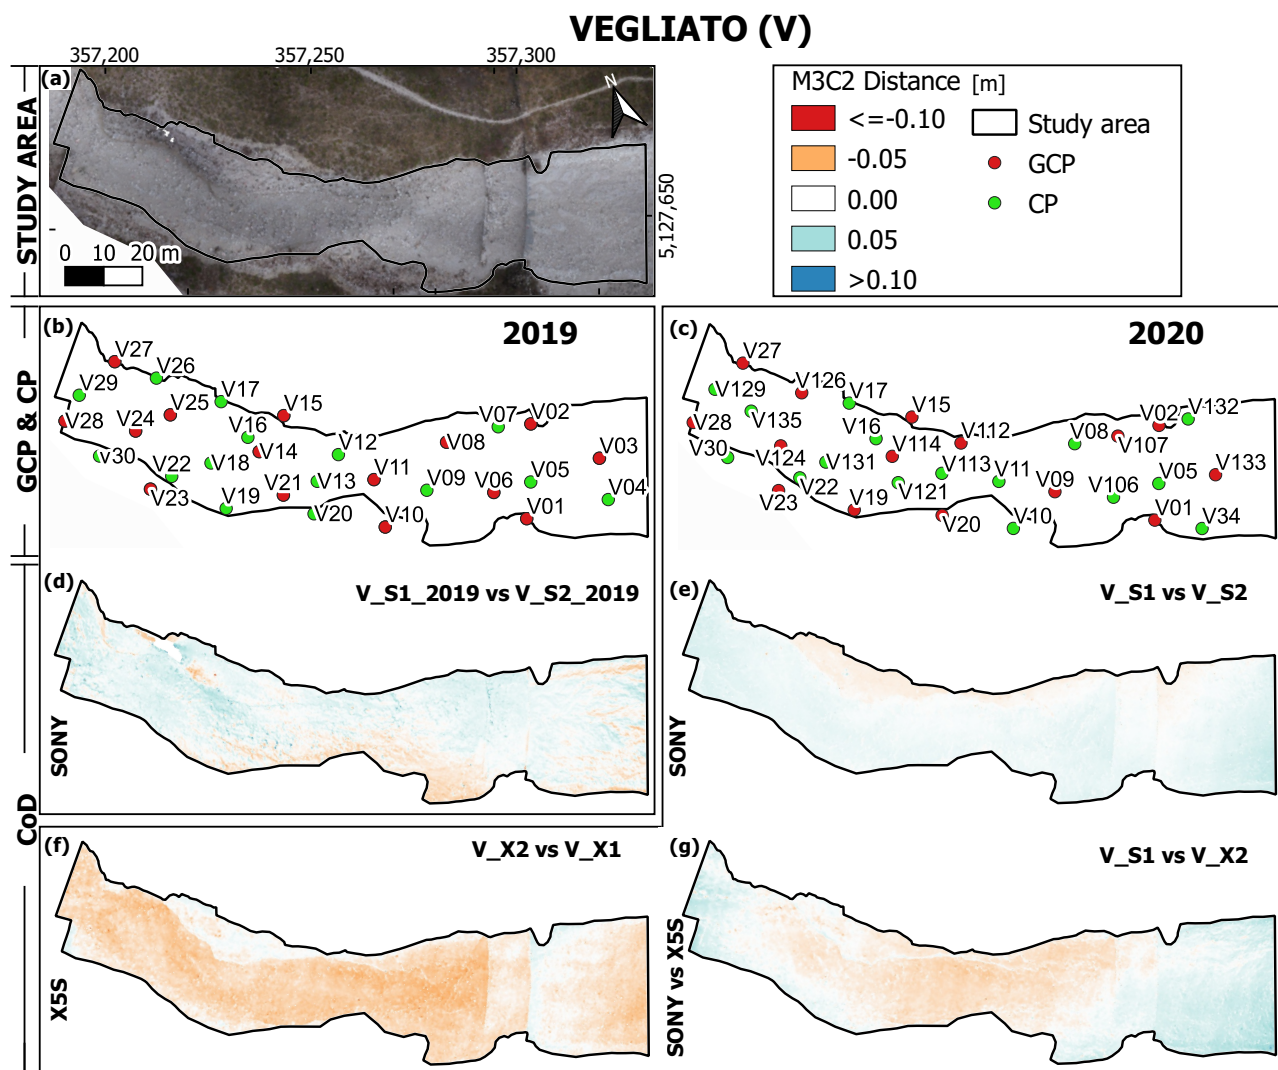 VEGLIATO (V)
357,200 357,250 357,300
STUDY AREA
(a)
N
5,127,650
0 10 20 m
M3C2 Distance [m]
<=-0.10
-0.05
0.00
0.05
>0.10
Study area
GCP
CP
GCP & CP
(b) 2019
V27
V26
V29
V17
V25
V15
V28
V24
V16
V07
V02
V12
V14
V08
V30
V22
V18
V03
V13
V11
V09
V06
V05
V23
V21
V04
V19
V01
V20
V10
(c) 2020
V27
V126
V129
V17
V135
V15
V28
V16
V112
V02
V132
V08
V107
V30
V124
V114
V131
V113
V11
V133
V22
V121
V09
V106
V05
V23
V19
V20
V10
V01
V34
CoD
SONY
(d) V_S1_2019 vs V_S2_2019
SONY
(e) V_S1 vs V_S2
X5S
(f) V_X2 vs V_X1
SONY vs X5S
(g) V_S1 vs V_X2